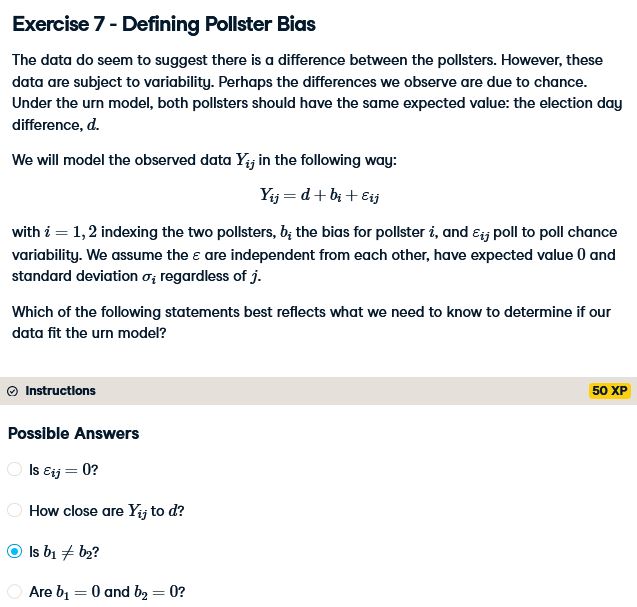 Exercise 7 - Defining Pollster Bias
The data do seem to suggest there is a difference between the pollsters. However, these
data are subject to variability. Perhaps the differences we observe are due to chance.
Under the urn model, both pollsters should have the same expected value: the election day
difference, d.
We will model the observed data Y_{ij} in the following way:
Y_{ij} = d + b_i + ε_{ij}
with i = 1, 2 indexing the two pollsters, b_i the bias for pollster i, and ε_{ij} poll to poll chance
variability. We assume the ε are independent from each other, have expected value 0 and
standard deviation σ_i regardless of j.
Which of the following statements best reflects what we need to know to determine if our
data fit the urn model?
Instructions
50 XP
Possible Answers
Is ε_{ij} = 0?
How close are Y_{ij} to d?
Is b_1 ≠ b_2?
Are b_1 = 0 and b_2 = 0?